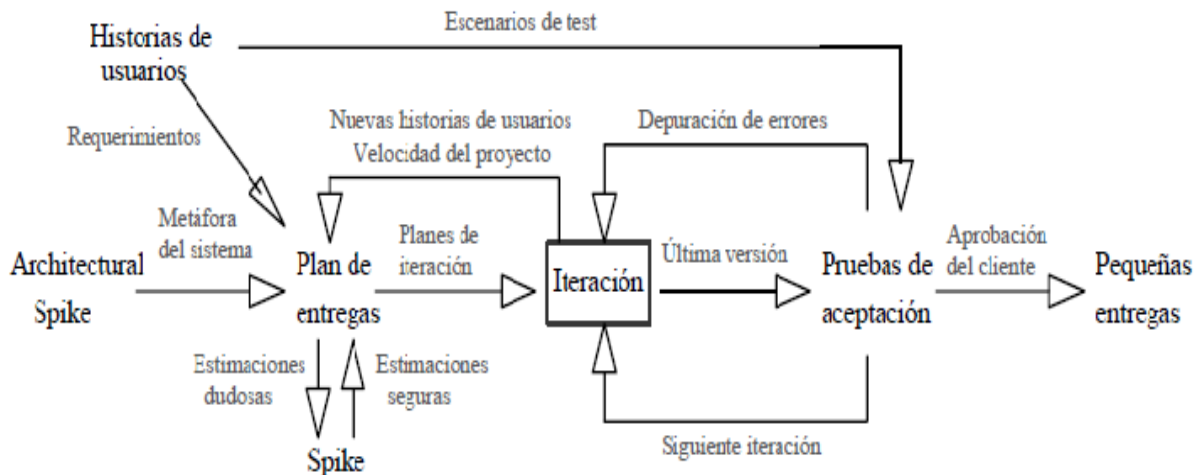 Escenarios de test
Historias de
usuarios
Requerimientos
Nuevas historias de usuarios
Velocidad del proyecto
Depuración de errores
Metáfora
del sistema
Architectural
Spike
Plan de
entregas
Planes de
iteración
Iteración
Última versión
Pruebas de
aceptación
Aprobación
del cliente
Pequeñas
entregas
Estimaciones
dudosas
Estimaciones
seguras
Siguiente iteración
Spike